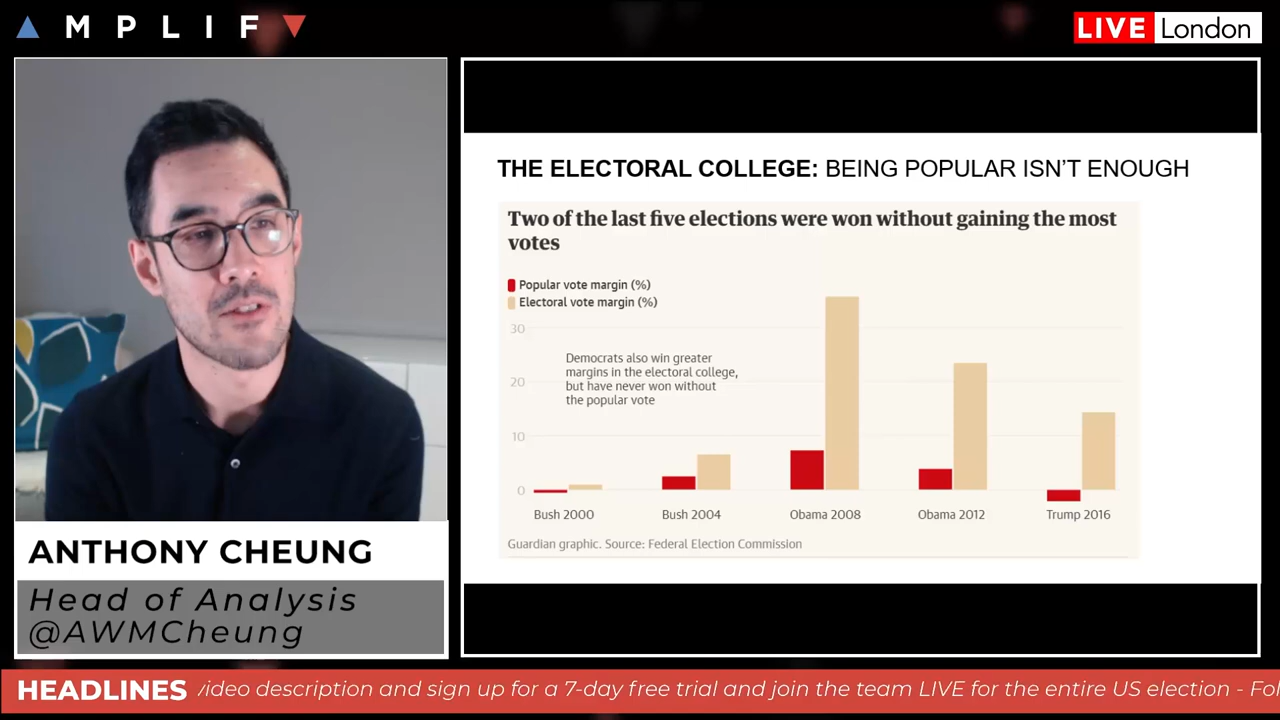 AMPLIFY
LIVE London
THE ELECTORAL COLLEGE: BEING POPULAR ISN'T ENOUGH
Two of the last five elections were won without gaining the most
votes
Popular vote margin (%)
Electoral vote margin (%)
30
Democrats also win greater
margins in the electoral college,
but have never won without
the popular vote
20
10
0
Bush 2000
Bush 2004
Obama 2008
Obama 2012
Trump 2016
Guardian graphic. Source: Federal Election Commission
ANTHONY CHEUNG
Head of Analysis
@AWMCheung
HEADLINES video description and sign up for a 7-day free trial and join the team LIVE for the entire US election - Fol